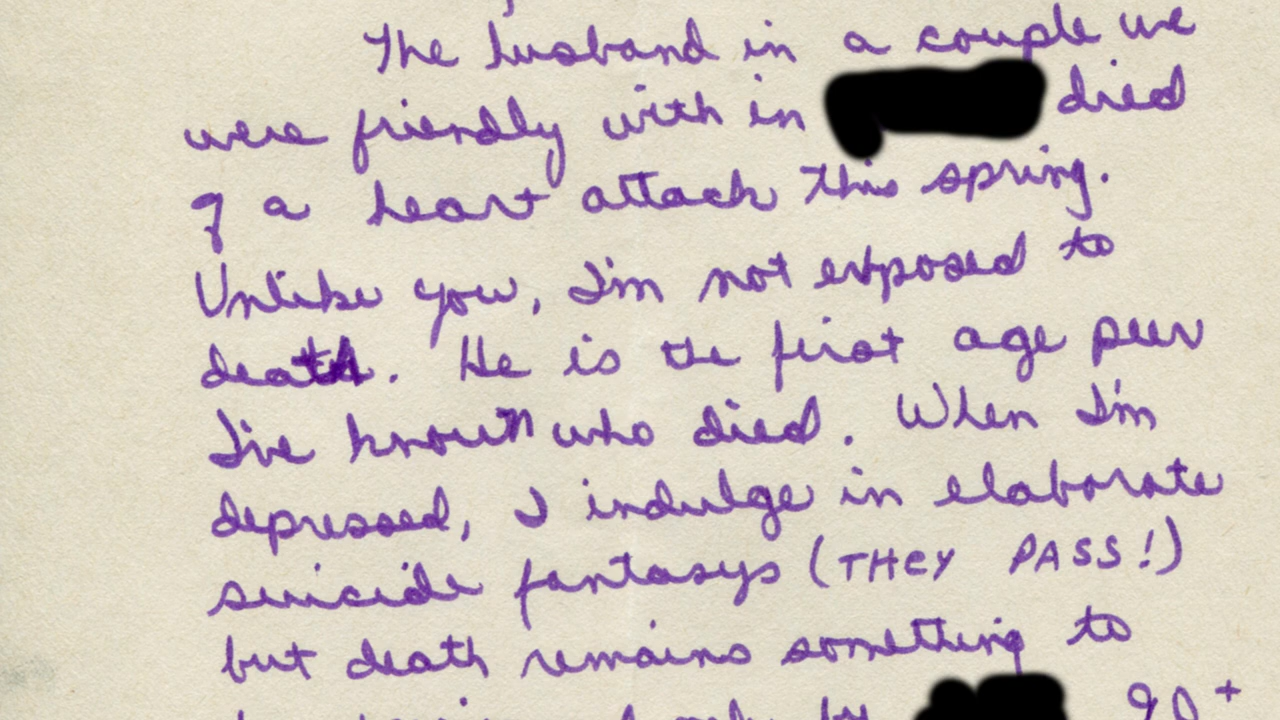 The husband in a couple we
were friendly with in died
of a heart attack this spring.
Unlike you, I'm not exposed to
death. He is the first age peer
I've known who died. When I'm
depressed, I indulge in elaborate
suicide fantasys (THEY PASS!)
but death remains something to
by 90+